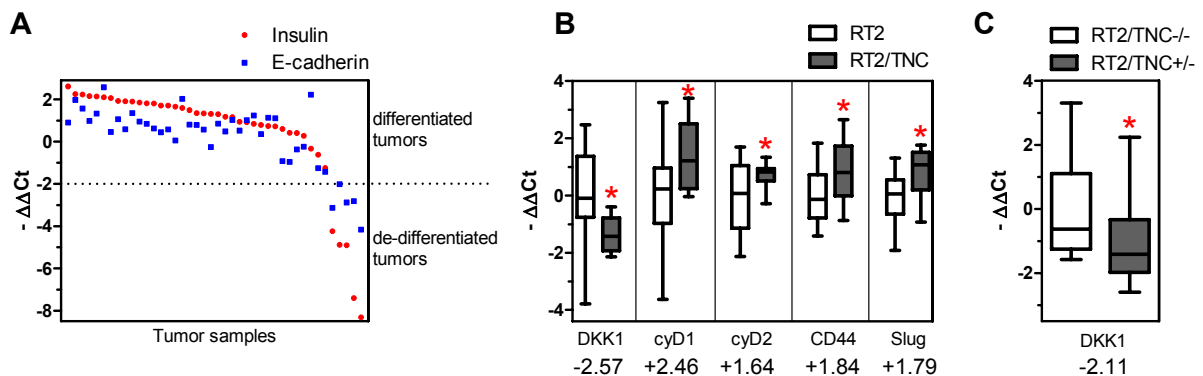 A
Insulin
E-cadherin
- ΔΔCt
2
0
-2
-4
-6
-8
differentiated
tumors
de-differentiated
tumors
Tumor samples
B
RT2
RT2/TNC
- ΔΔCt
4
2
0
-2
-4
* * * * *
DKK1 cyD1 cyD2 CD44 Slug
-2.57 +2.46 +1.64 +1.84 +1.79
C
RT2/TNC-/-
RT2/TNC+/-
- ΔΔCt
4
2
-0
-2
*
DKK1
-2.11